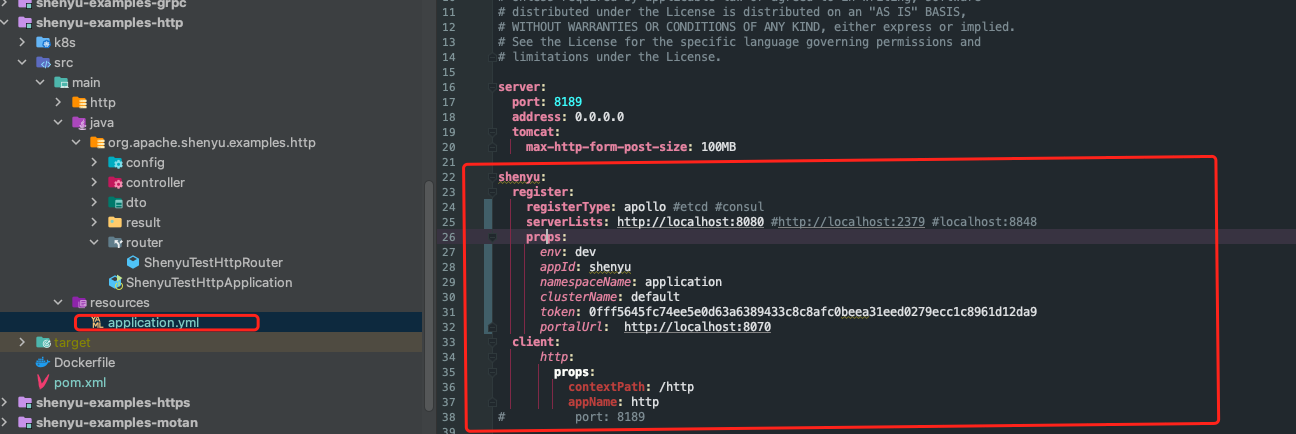 shenyu-examples-grpc
shenyu-examples-http
k8s
src
main
http
java
org.apache.shenyu.examples.http
config
controller
dto
result
router
ShenyuTestHttpRouter
ShenyuTestHttpApplication
resources
application.yml
target
Dockerfile
pom.xml
shenyu-examples-https
shenyu-examples-motan
11 # distributed under the License is distributed on an "AS IS" BASIS,
12 # WITHOUT WARRANTIES OR CONDITIONS OF ANY KIND, either express or implied.
13 # See the License for the specific language governing permissions and
14 # limitations under the License.
15
16 server:
17 port: 8189
18 address: 0.0.0.0
19 tomcat:
20 max-http-form-post-size: 100MB
21
22 shenyu:
23 register:
24 registerType: apollo #etcd #consul
25 serverLists: http://localhost:8080 #http://localhost:2379 #localhost:8848
26 props:
27 env: dev
28 appId: shenyu
29 namespaceName: application
30 clusterName: default
31 token: 0fff5645fc74ee5e0d63a6389433c8c8afc0beea31eed0279ecc1c8961d12da9
32 portalUrl: http://localhost:8070
33 client:
34 http:
35 props:
36 contextPath: /http
37 appName: http
38 # port: 8189
39